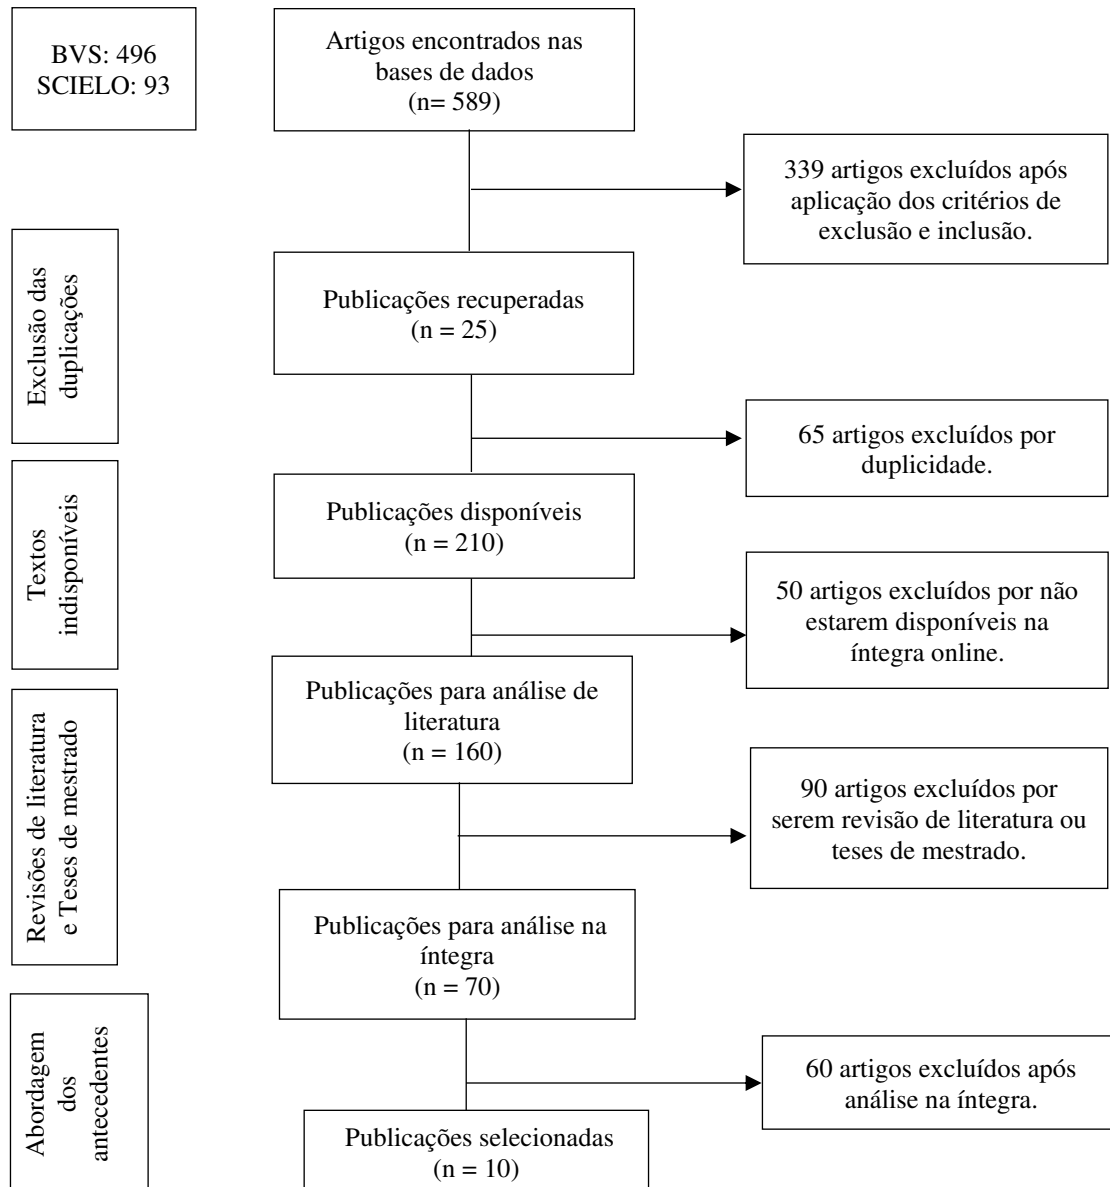 BVS: 496
SCIELO: 93
Artigos encontrados nas
bases de dados
(n= 589)
339 artigos excluídos após
aplicação dos critérios de
exclusão e inclusão.
Exclusão das
duplicações
Publicações recuperadas
(n = 25)
65 artigos excluídos por
duplicidade.
Textos
indisponíveis
Publicações disponíveis
(n = 210)
50 artigos excluídos por não
estarem disponíveis na
íntegra online.
Revisões de literatura
e Teses de mestrado
Publicações para análise de
literatura
(n = 160)
90 artigos excluídos por
serem revisão de literatura ou
teses de mestrado.
Publicações para análise na
íntegra
(n = 70)
Abordagem
dos
antecedentes
60 artigos excluídos após
análise na íntegra.
Publicações selecionadas
(n = 10)